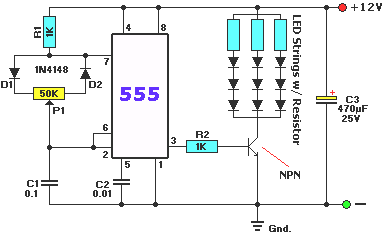 +12V
R1
1K
4
8
LED Strings w/ Resistor
1N4148
7
D1
D2
50K
P1
555
C3
470µF
25V
6
2
3
R2
1K
C1
0.1
C2
0.01
5
1
NPN
Gnd.
+
−